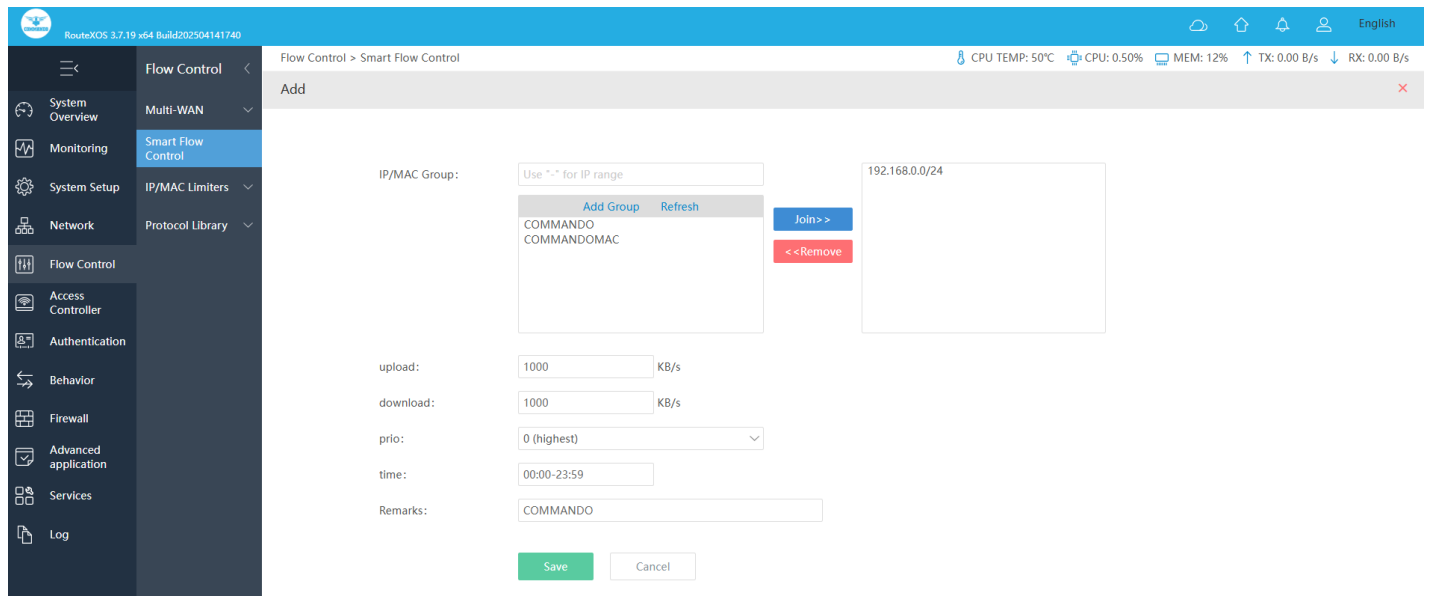 COMMANDO
RouteXOS 3.7.19 x64 Build202504141740
English
Flow Control
Flow Control > Smart Flow Control
CPU TEMP: 50℃ CPU: 0.50% MEM: 12% TX: 0.00 B/s RX: 0.00 B/s
Add
System
Overview
Monitoring
System Setup
Network
Flow Control
Access
Controller
Authentication
Behavior
Firewall
Advanced
application
Services
Log
Multi-WAN
Smart Flow
Control
IP/MAC Limiters
Protocol Library
IP/MAC Group:
Use "-" for IP range
Add Group Refresh
COMMANDO
COMMANDOMAC
Join>>
<<Remove
192.168.0.0/24
upload: 1000 KB/s
download: 1000 KB/s
prio: 0 (highest)
time: 00:00-23:59
Remarks: COMMANDO
Save Cancel